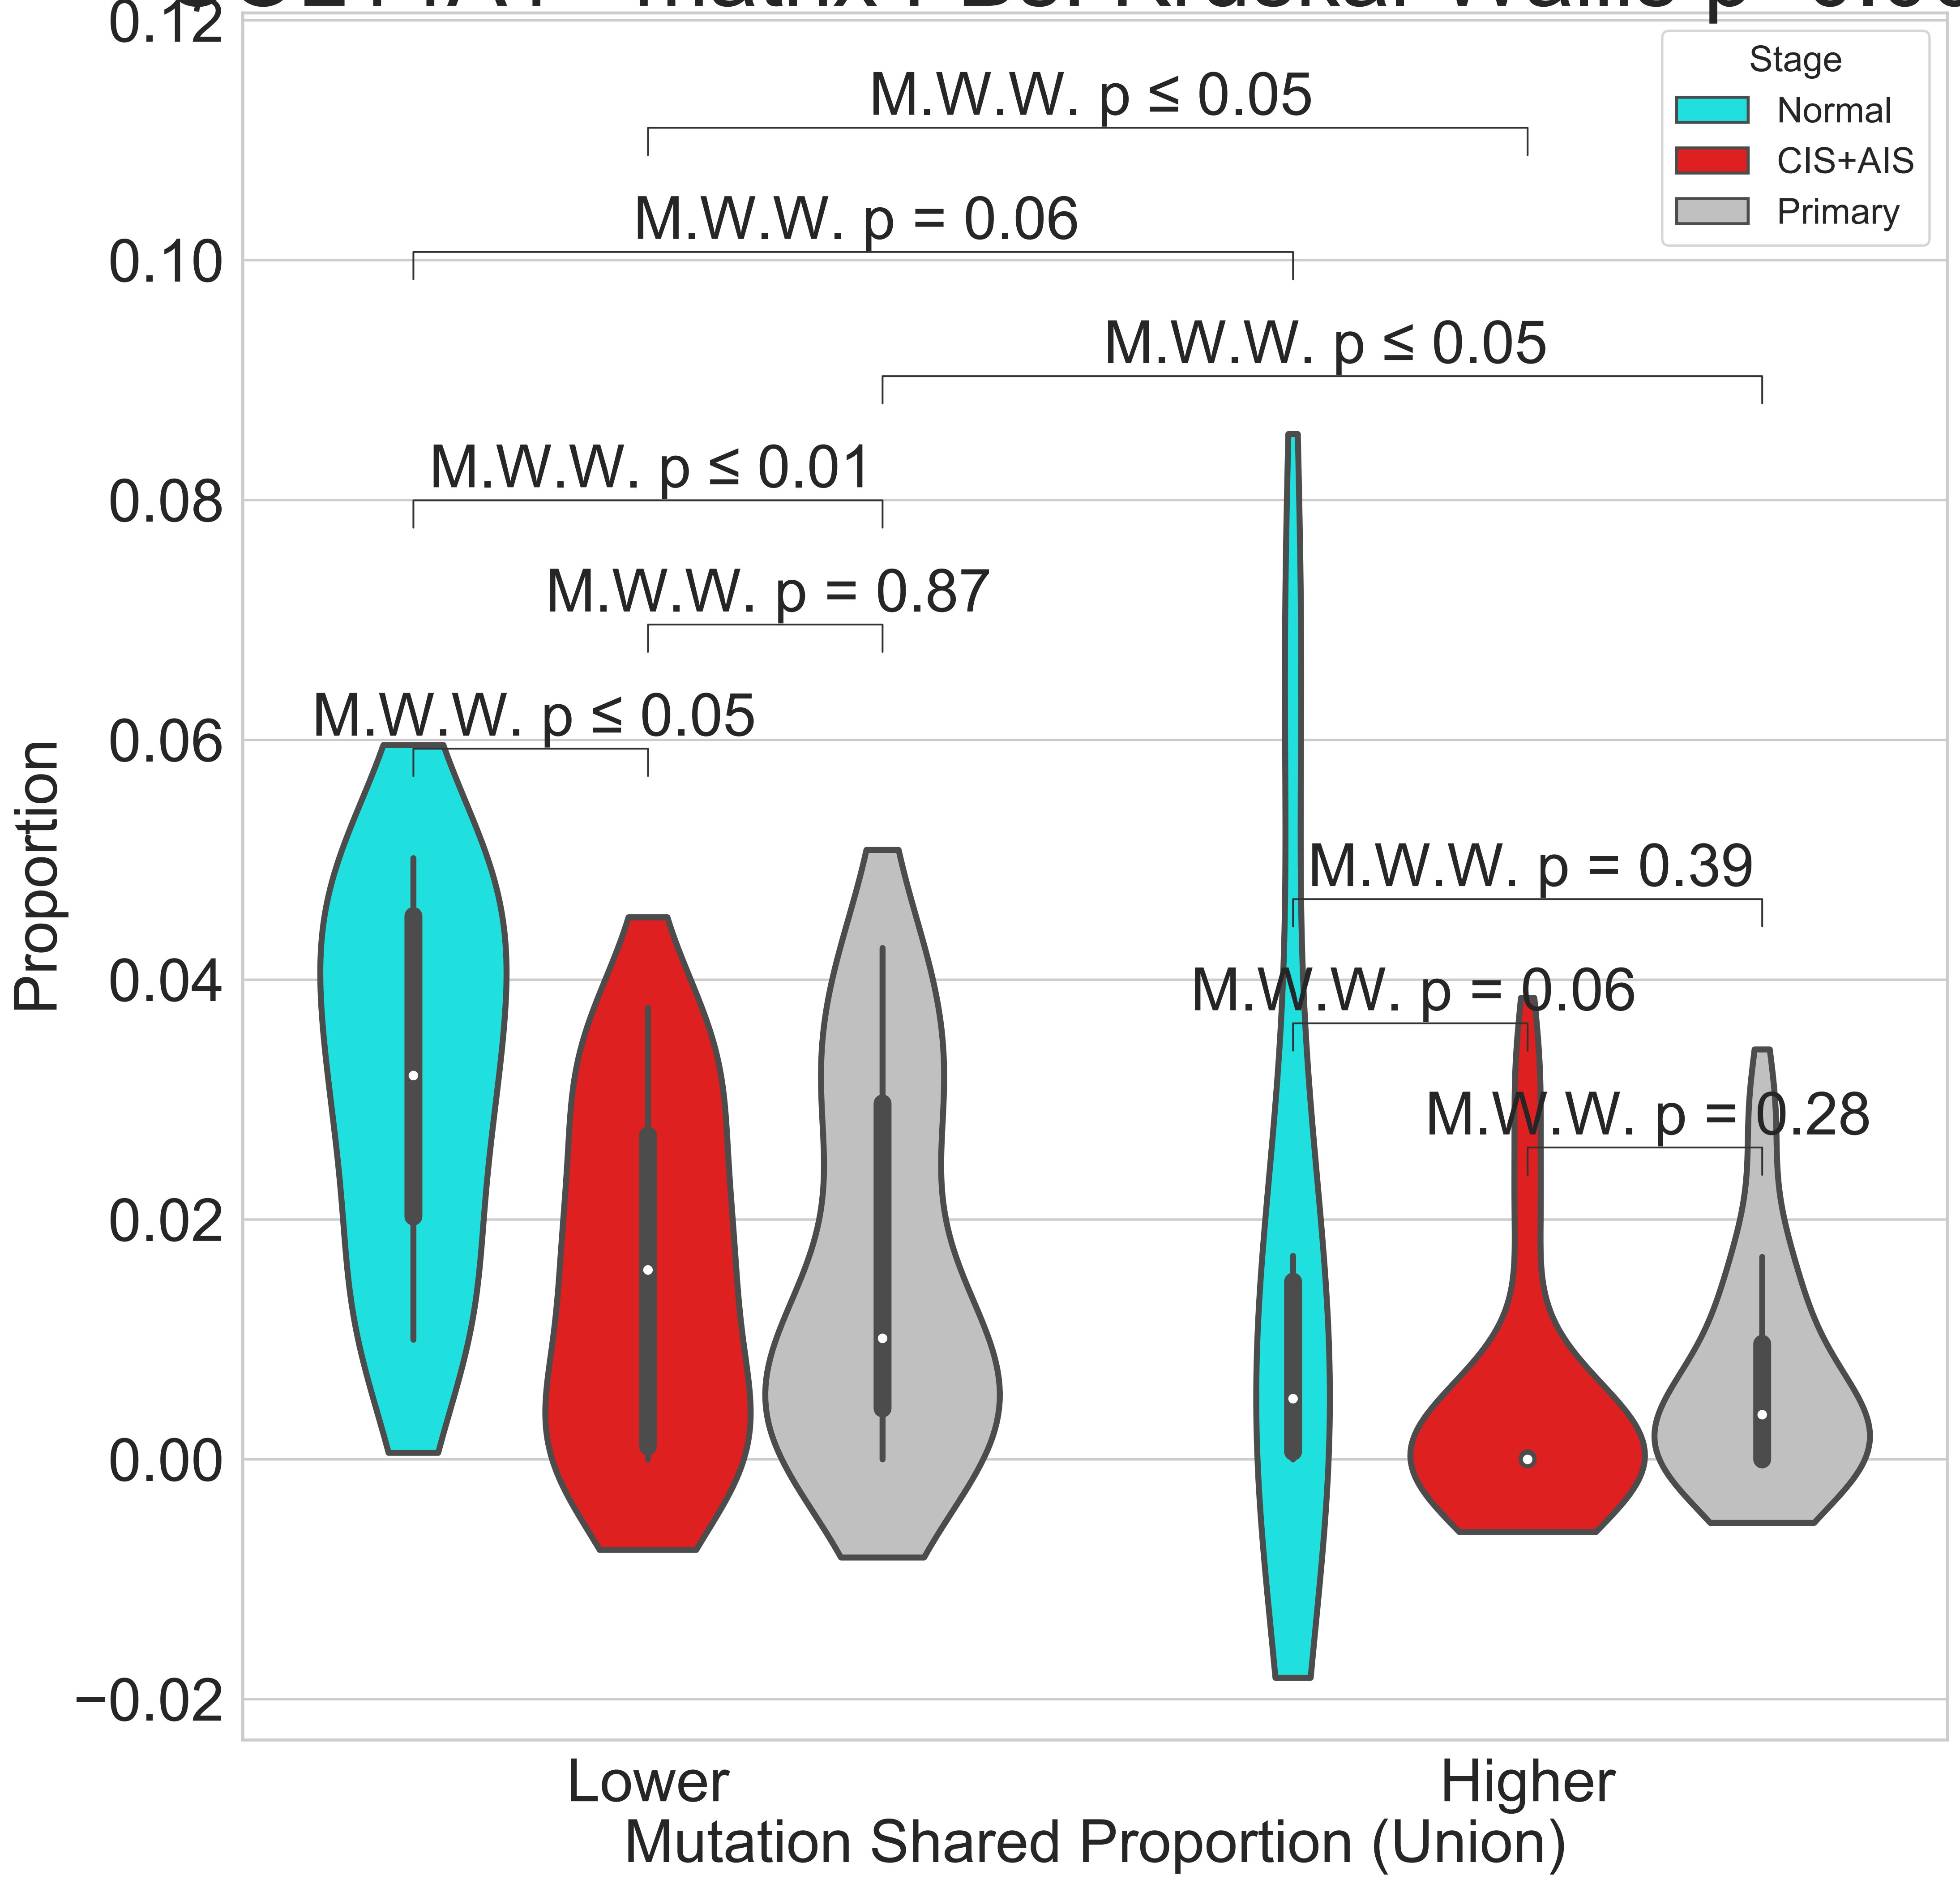 0.12
0.10
0.08
0.06
0.04
0.02
0.00
−0.02
Proportion
Stage
Normal
CIS+AIS
Primary
M.W.W. p ≤ 0.05
M.W.W. p = 0.06
M.W.W. p ≤ 0.05
M.W.W. p ≤ 0.01
M.W.W. p = 0.87
M.W.W. p ≤ 0.05
M.W.W. p = 0.39
M.W.W. p = 0.06
M.W.W. p = 0.28
Lower
Higher
Mutation Shared Proportion (Union)